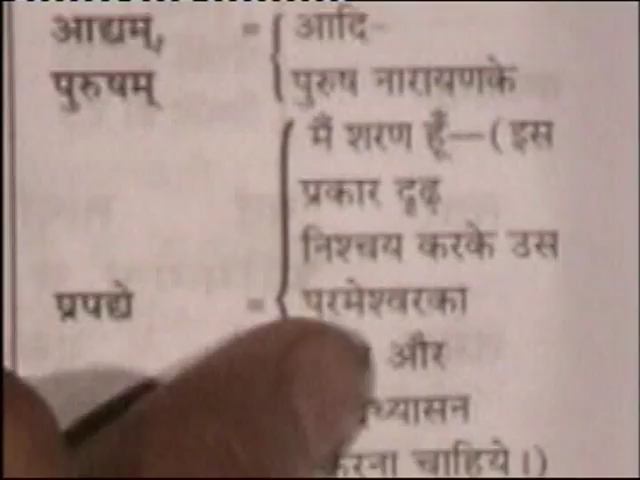 आद्यम्, = आदि-
पुरुषम् पुरुष नारायणके
मैं शरण हूँ—(इस
प्रकार दृढ़
निश्चय करके उस
प्रपद्ये = परमेश्वरका
और
करना चाहिये।)